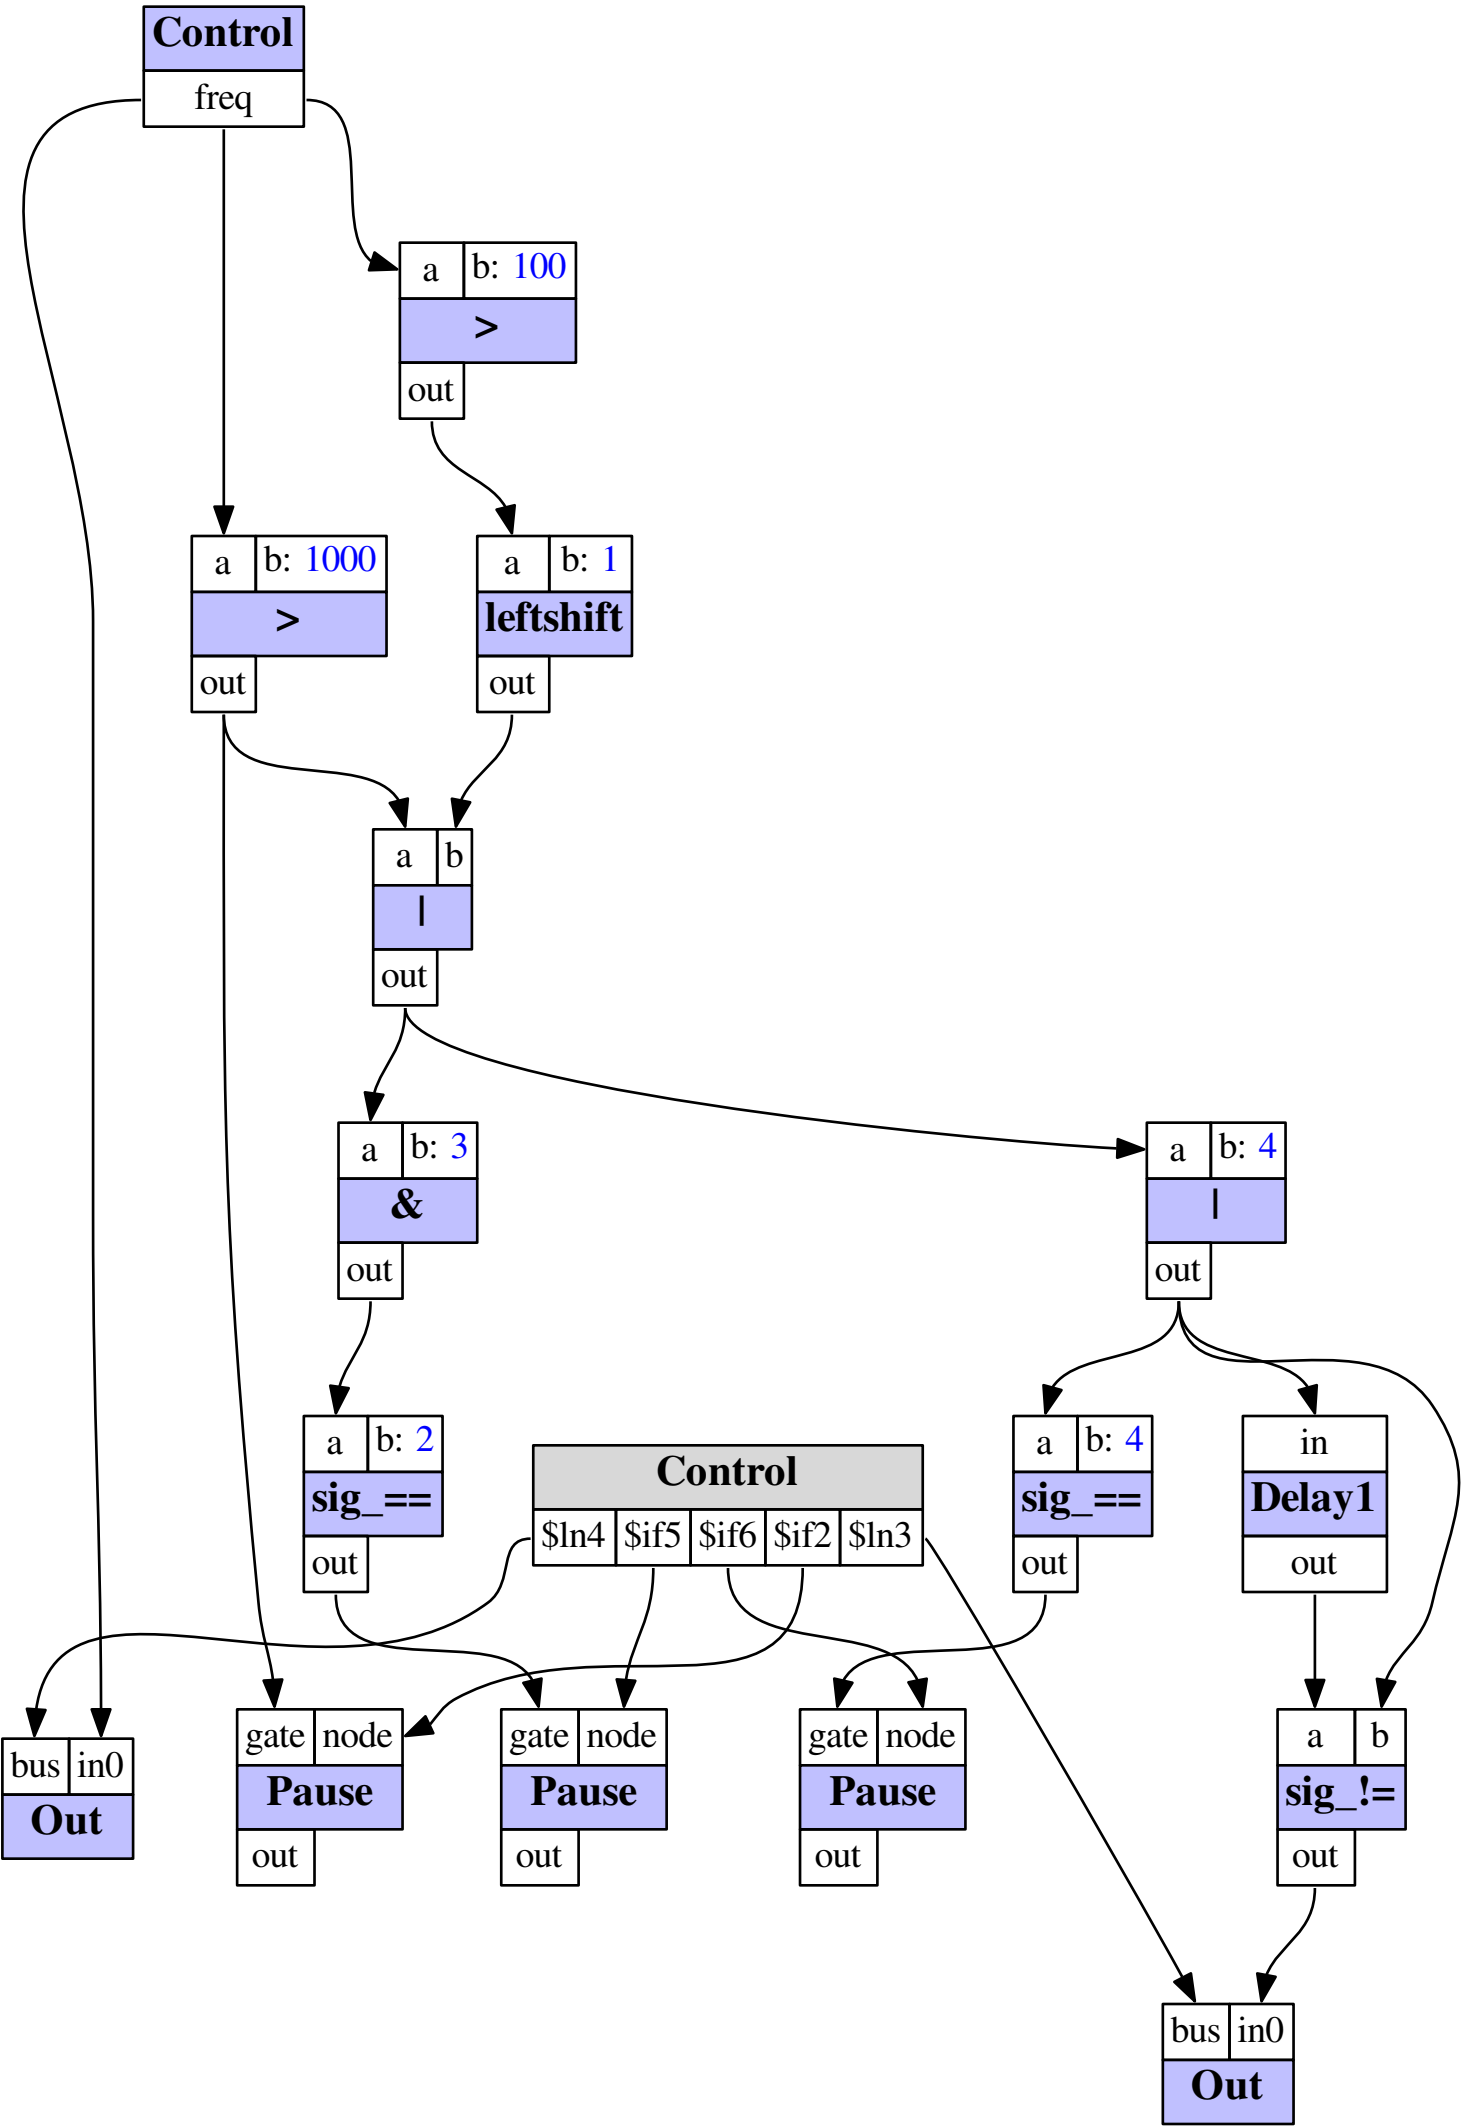 Control
freq
a b: 100
>
out
a b: 1000
>
out
a b: 1
leftshift
out
a b
|
out
a b: 3
&
out
a b: 4
|
out
a b: 2
sig_==
out
Control
$ln4 $if5 $if6 $if2 $ln3
a b: 4
sig_==
out
in
Delay1
out
bus in0
Out
gate node
Pause
out
gate node
Pause
out
gate node
Pause
out
a b
sig_!=
out
bus in0
Out